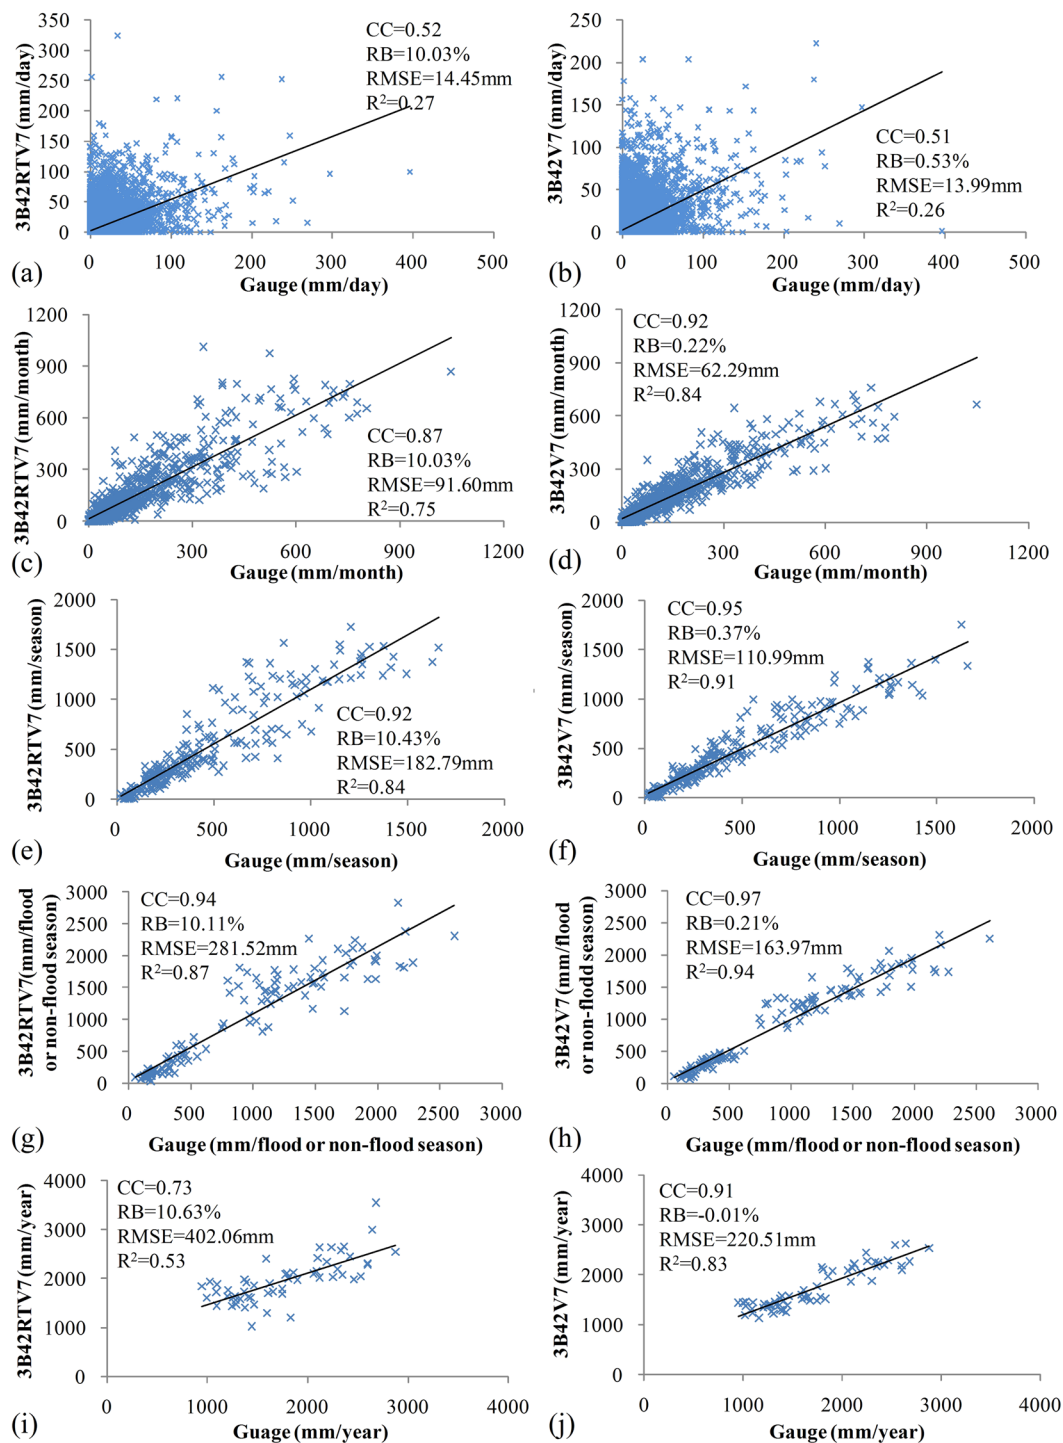 3B42RTV7 (mm/day)
350
300
250
200
150
100
50
0
CC=0.52
RB=10.03%
RMSE=14.45mm
R²=0.27
0 100 200 300 400 500
(a) Gauge (mm/day)
3B42V7 (mm/day)
250
200
150
100
50
0
CC=0.51
RB=0.53%
RMSE=13.99mm
R²=0.26
0 100 200 300 400 500
(b) Gauge (mm/day)
3B42RTV7 (mm/month)
1200
900
600
300
0
CC=0.87
RB=10.03%
RMSE=91.60mm
R²=0.75
0 300 600 900 1200
(c) Gauge (mm/month)
3B42V7 (mm/month)
1200
900
600
300
0
CC=0.92
RB=0.22%
RMSE=62.29mm
R²=0.84
0 300 600 900 1200
(d) Gauge (mm/month)
3B42RTV7 (mm/season)
2000
1500
1000
500
0
CC=0.92
RB=10.43%
RMSE=182.79mm
R²=0.84
0 500 1000 1500 2000
(e) Gauge (mm/season)
3B42V7 (mm/season)
2000
1500
1000
500
0
CC=0.95
RB=0.37%
RMSE=110.99mm
R²=0.91
0 500 1000 1500 2000
(f) Gauge (mm/season)
3B42RTV7(mm/flood
or non-flood season)
3000
2500
2000
1500
1000
500
0
CC=0.94
RB=10.11%
RMSE=281.52mm
R²=0.87
0 500 1000 1500 2000 2500 3000
(g) Gauge (mm/flood or non-flood season)
3B42V7 (mm/flood
or non-flodd season)
3000
2500
2000
1500
1000
500
0
CC=0.97
RB=0.21%
RMSE=163.97mm
R²=0.94
0 500 1000 1500 2000 2500 3000
(h) Gauge (mm/flood or non-flood season)
3B42RTV7 (mm/year)
4000
3000
2000
1000
0
CC=0.73
RB=10.63%
RMSE=402.06mm
R²=0.53
0 1000 2000 3000 4000
(i) Guage (mm/year)
3B42V7 (mm/year)
4000
3000
2000
1000
0
CC=0.91
RB=-0.01%
RMSE=220.51mm
R²=0.83
0 1000 2000 3000 4000
(j) Gauge (mm/year)